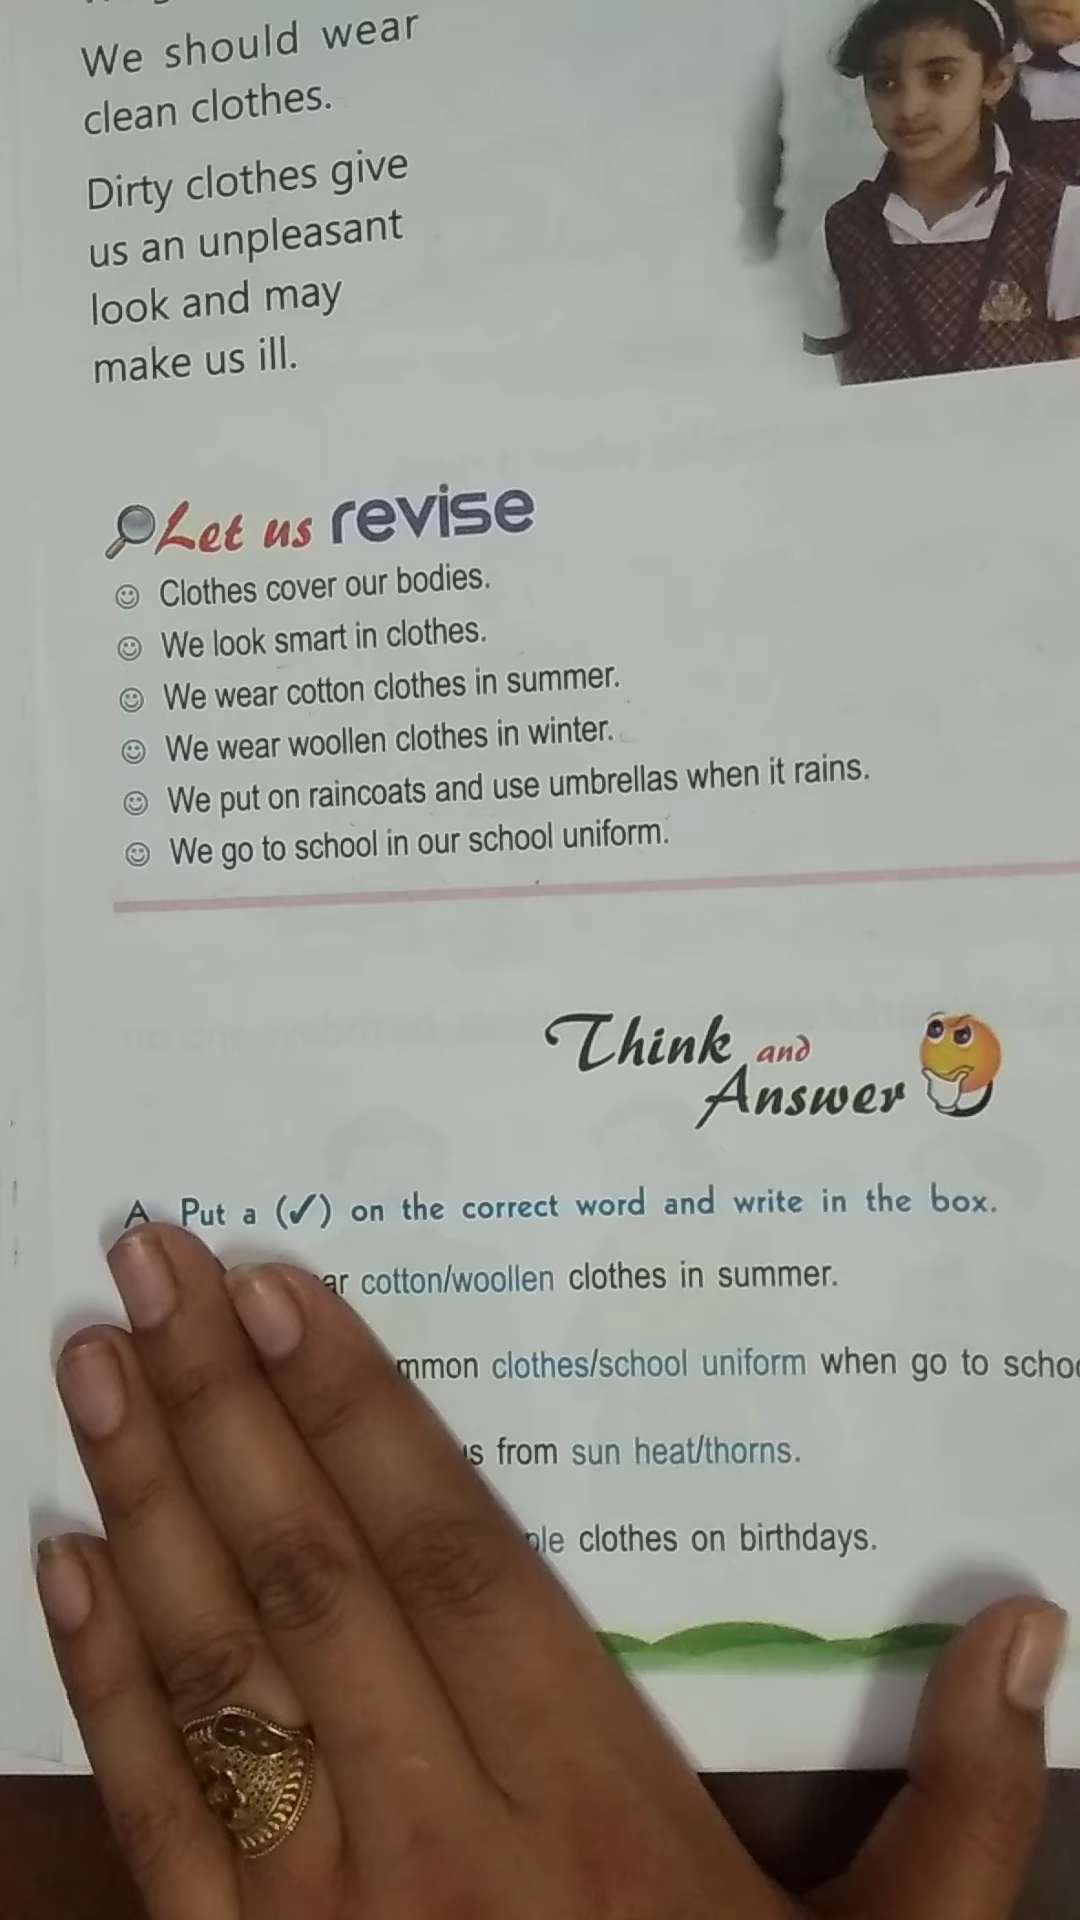 We should wear
clean clothes.
Dirty clothes give
us an unpleasant
look and may
make us ill.
Let us revise
Clothes cover our bodies.
We look smart in clothes.
We wear cotton clothes in summer.
We wear woollen clothes in winter.
We put on raincoats and use umbrellas when it rains.
We go to school in our school uniform.
Think and
Answer
A Put a (✓) on the correct word and write in the box.
cotton/woollen clothes in summer.
clothes/school uniform when go to
from sun heat/thorns.
clothes on birthdays.